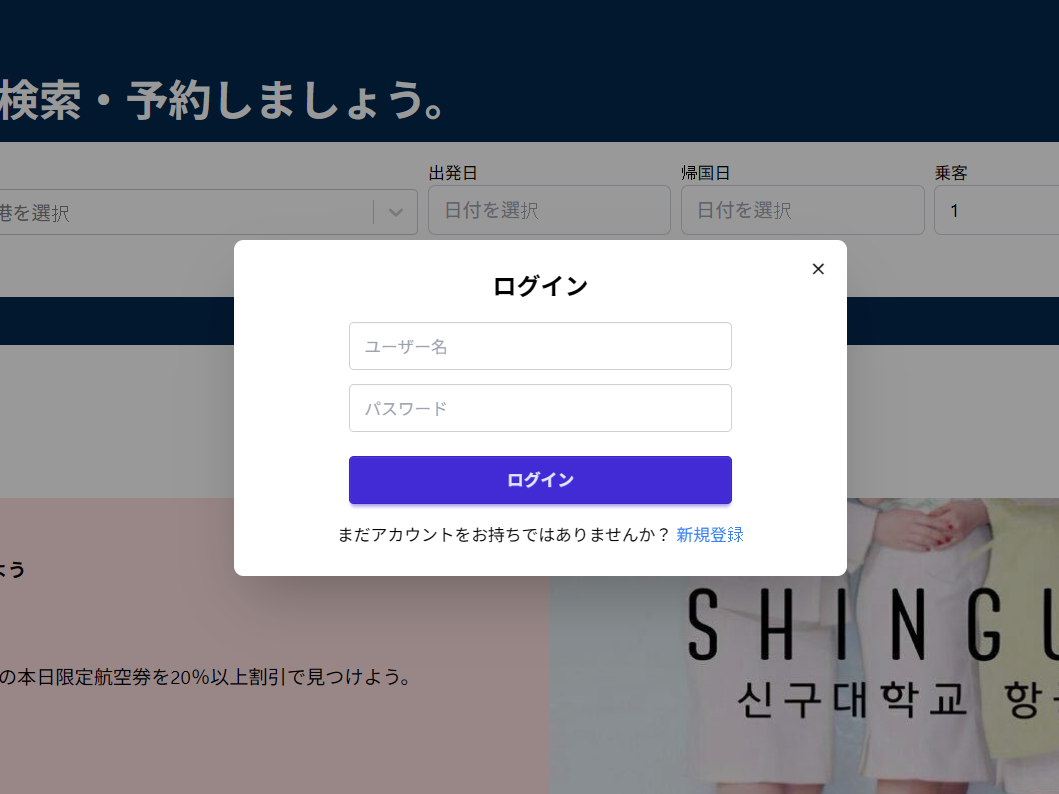 検索・予約しましょう。
出発日
帰国日
乗客
港を選択
日付を選択
日付を選択
1
ログイン
ユーザー名
パスワード
ログイン
まだアカウントをお持ちではありませんか？ 新規登録
よう
の本日限定航空券を20%以上割引で見つけよう。
SHINGU
신구대학교 항